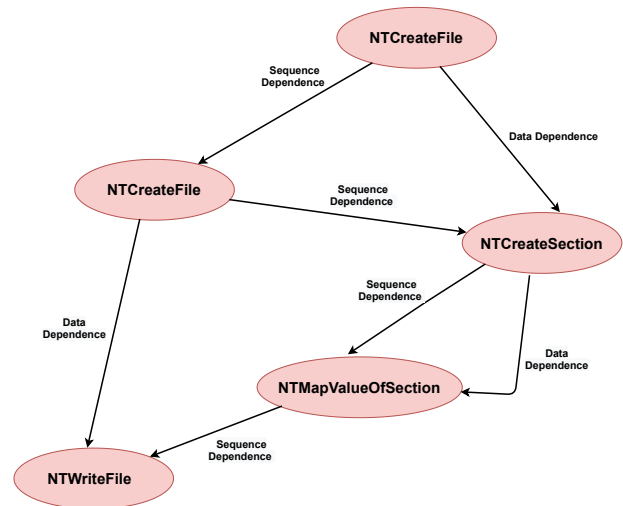 NTCreateFile
Sequence
Dependence
Data Dependence
NTCreateFile
Sequence
Dependence
NTCreateSection
Sequence
Dependence
Data
Dependence
Data
Dependence
NTMapValueOfSection
Sequence
Dependence
NTWriteFile